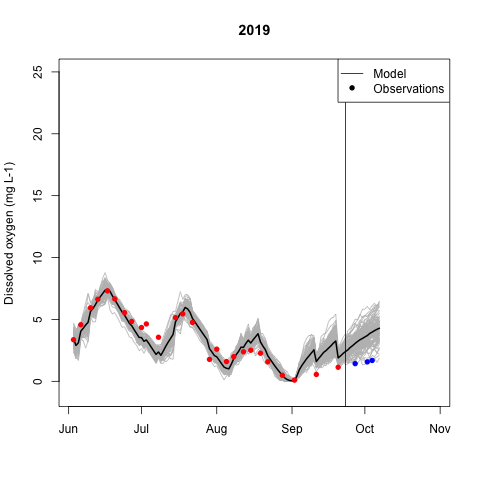 2019
Dissolved oxygen (mg L-1)
25
20
15
10
5
0
Model
Observations
Jun Jul Aug Sep Oct Nov